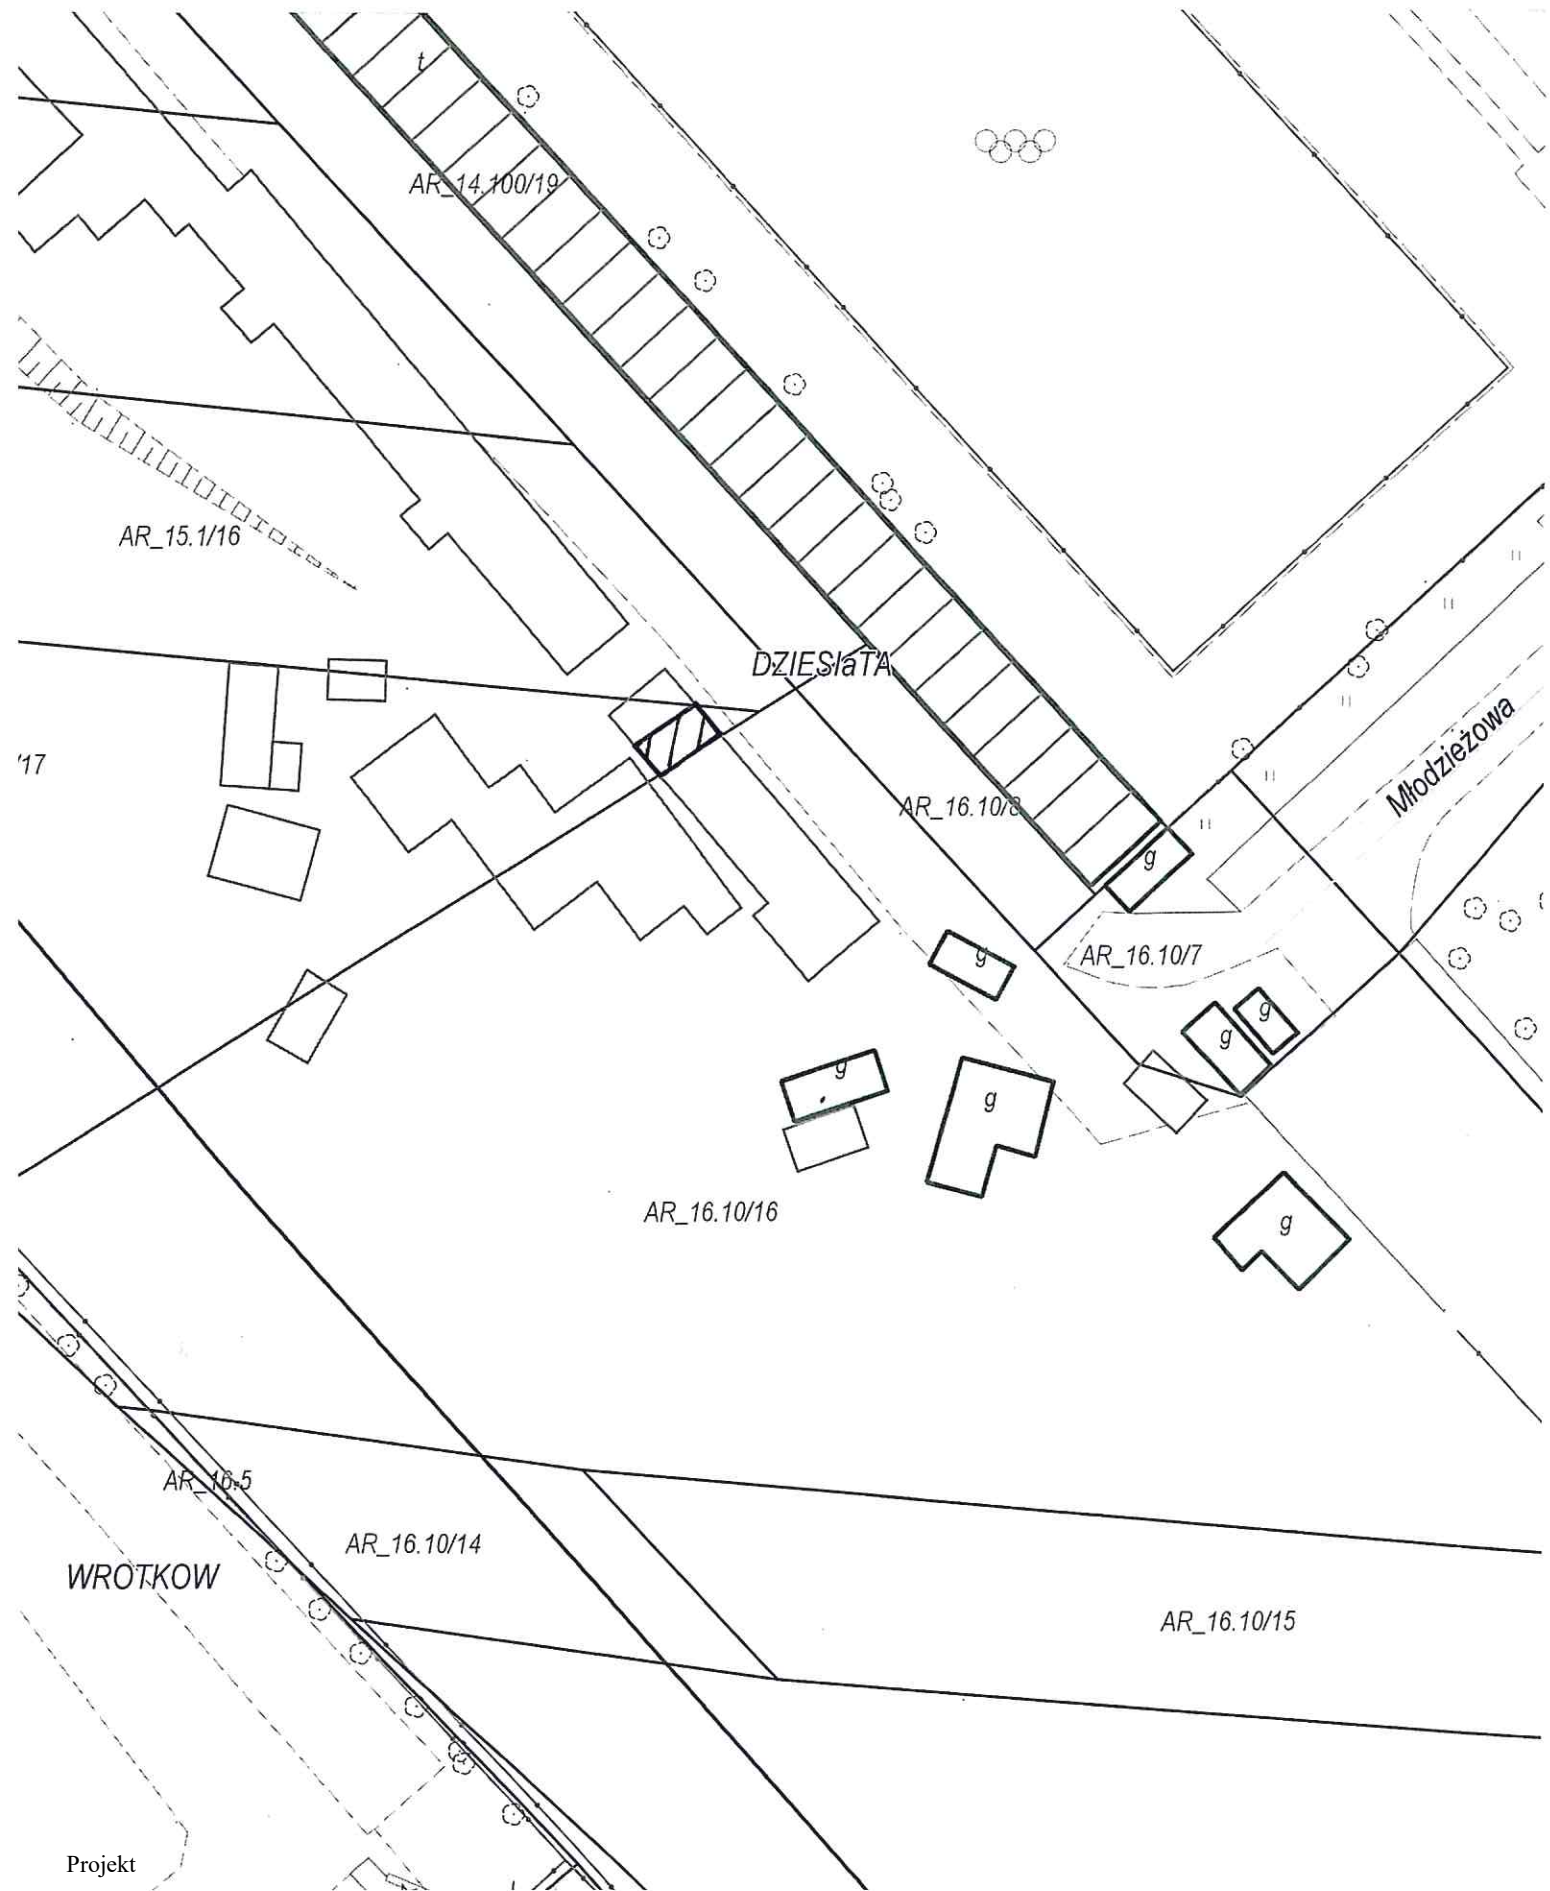 t
AR_14.100/19
AR_15.1/16
DZIESIaTA
Młodzieżowa
/17
AR_16.10/8
g
AR_16.10/7
g
g
g
g
g
AR_16.10/16
g
AR_16.5
AR_16.10/14
WROTKOW
AR_16.10/15
Projekt